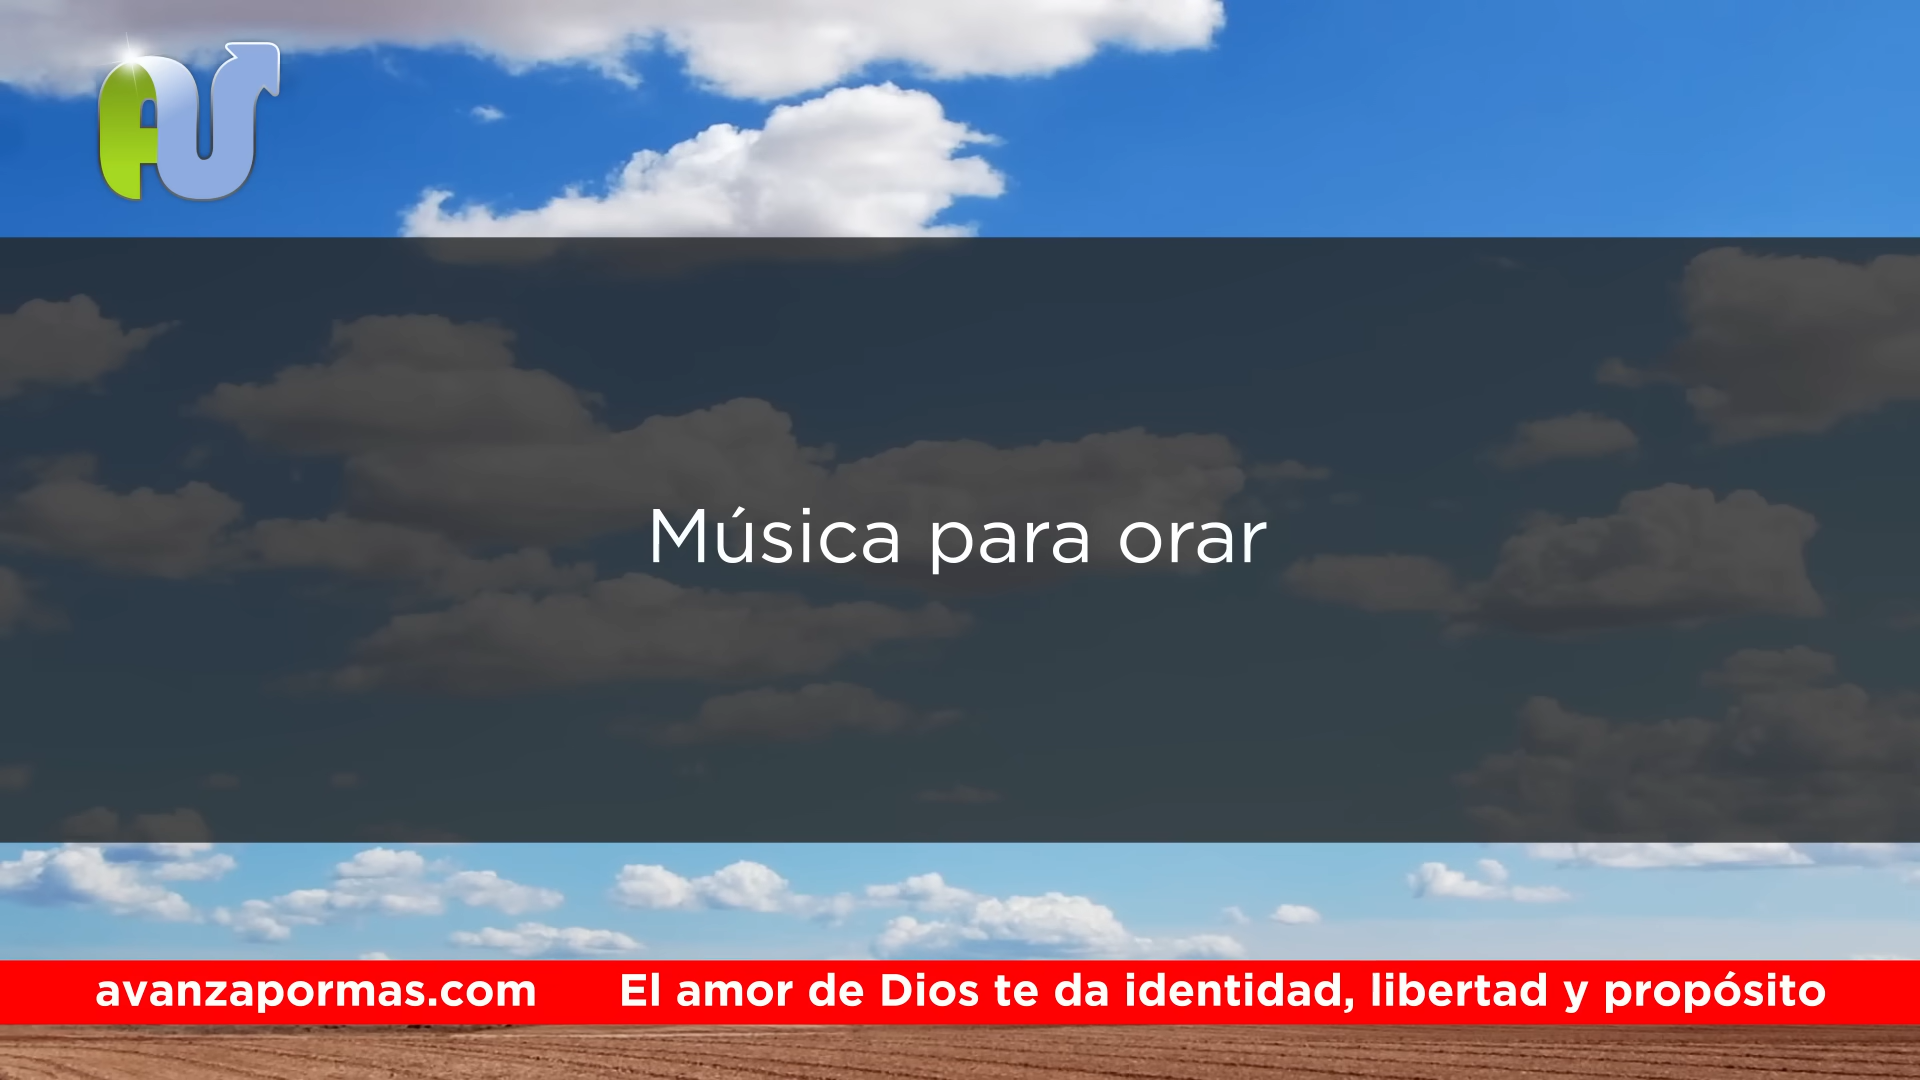 Música para orar
avanzapormas.com El amor de Dios te da identidad, libertad y propósito